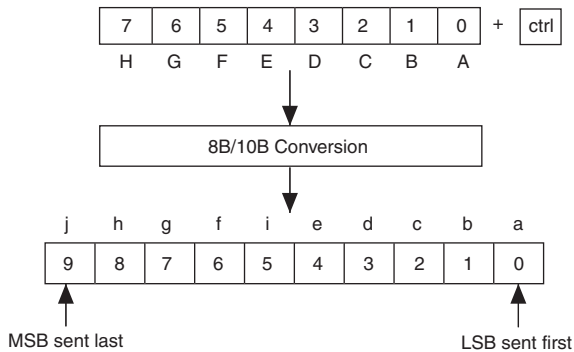 7 6 5 4 3 2 1 0 + ctrl
H G F E D C B A
8B/10B Conversion
j h g f i e d c b a
9 8 7 6 5 4 3 2 1 0
MSB sent last LSB sent first